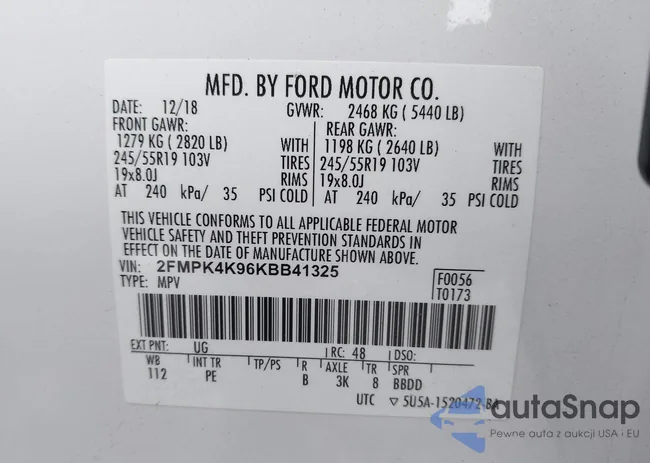 MFD. BY FORD MOTOR CO.
DATE: 12/18 GVWR: 2468 KG ( 5440 LB)
FRONT GAWR: REAR GAWR:
1279 KG ( 2820 LB) WITH 1198 KG ( 2640 LB) WITH
245/55R19 103V TIRES 245/55R19 103V TIRES
19x8.0J RIMS 19x8.0J RIMS
AT 240 kPa/ 35 PSI COLD AT 240 kPa/ 35 PSI COLD
THIS VEHICLE CONFORMS TO ALL APPLICABLE FEDERAL MOTOR
VEHICLE SAFETY AND THEFT PREVENTION STANDARDS IN
EFFECT ON THE DATE OF MANUFACTURE SHOWN ABOVE.
VIN: 2FMPK4K96KBB41325 F0056
TYPE: MPV T0173
EXT PNT: UG RC: 48 DSO:
WB INT TR TP/PS R AXLE TR SPR
112 PE B 3K 8 BBDD
UTC ▽ 5U5A-1520472-BA
autaSnap
Pewne auta z aukcji USA i EU